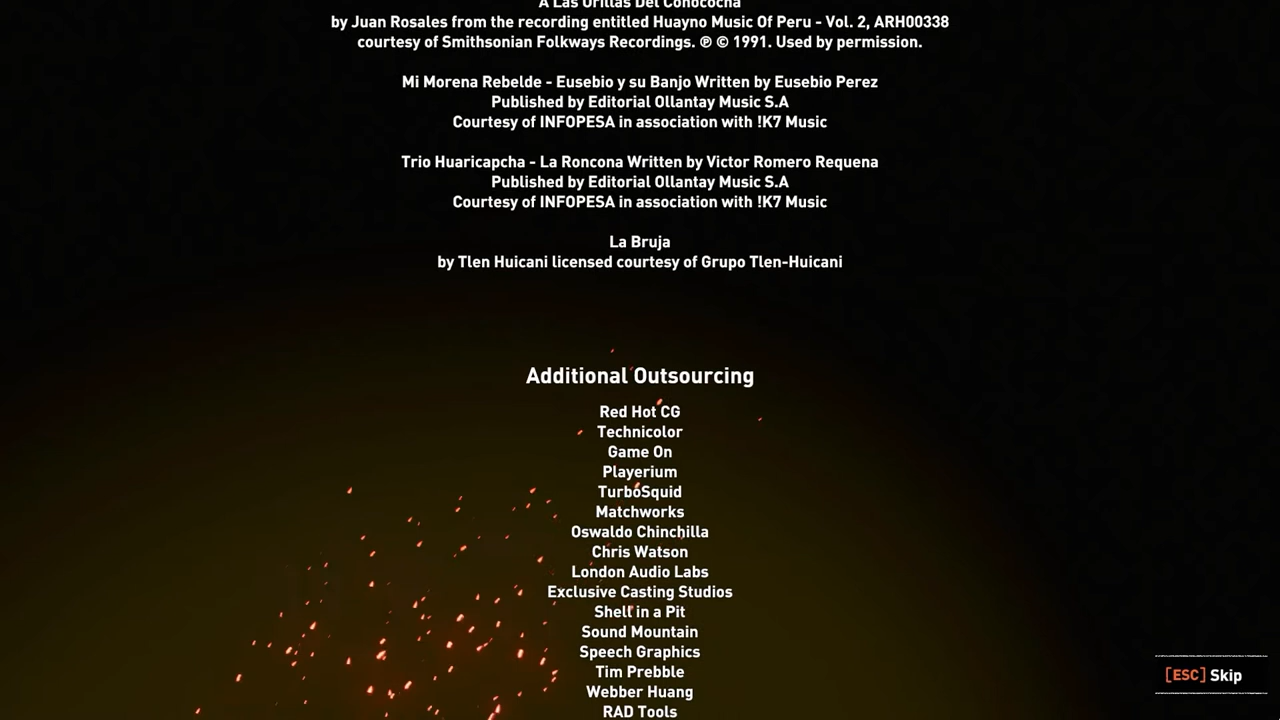 A Las Orillas Del Conococha
by Juan Rosales from the recording entitled Huayno Music Of Peru - Vol. 2, ARH00338
courtesy of Smithsonian Folkways Recordings. ℗ © 1991. Used by permission.
Mi Morena Rebelde - Eusebio y su Banjo Written by Eusebio Perez
Published by Editorial Ollantay Music S.A
Courtesy of INFOPESA in association with !K7 Music
Trio Huaricapcha - La Roncona Written by Victor Romero Requena
Published by Editorial Ollantay Music S.A
Courtesy of INFOPESA in association with !K7 Music
La Bruja
by Tlen Huicani licensed courtesy of Grupo Tlen-Huicani
Additional Outsourcing
Red Hot CG
Technicolor
Game On
Playerium
TurboSquid
Matchworks
Oswaldo Chinchilla
Chris Watson
London Audio Labs
Exclusive Casting Studios
Shell in a Pit
Sound Mountain
Speech Graphics
Tim Prebble
Webber Huang
RAD Tools
[ESC] Skip